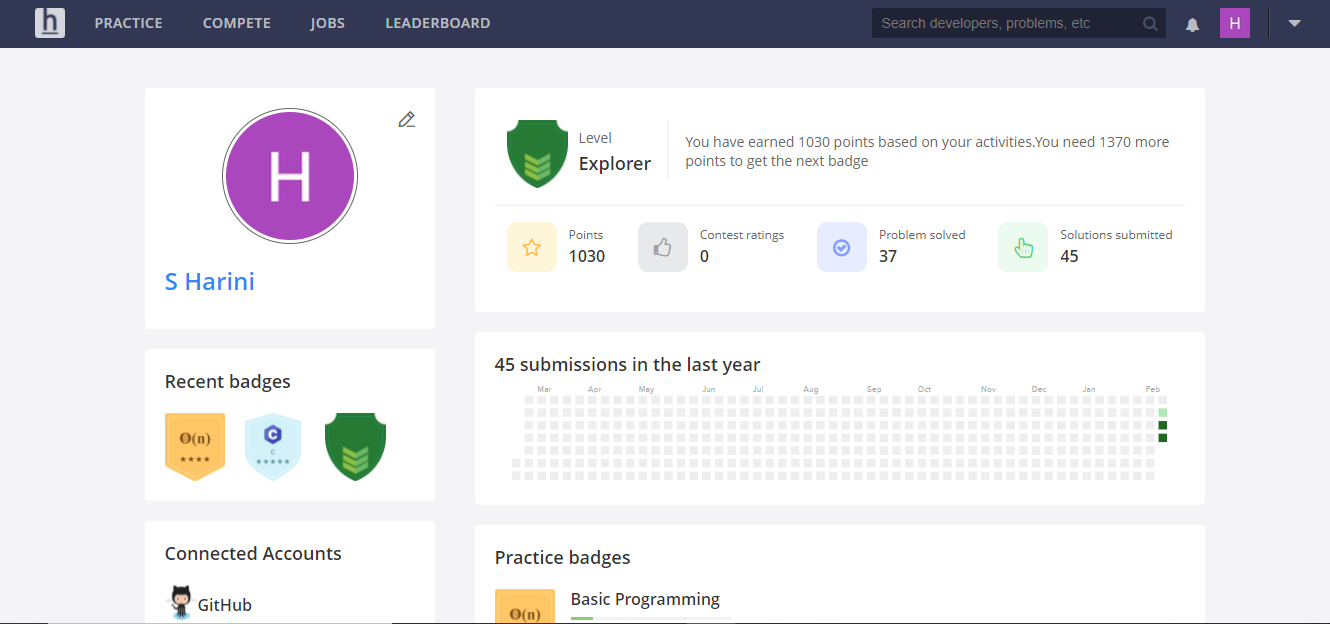 h PRACTICE COMPETE JOBS LEADERBOARD Search developers, problems, etc H
H
S Harini
Level
Explorer
You have earned 1030 points based on your activities.You need 1370 more
points to get the next badge
Points
1030
Contest ratings
0
Problem solved
37
Solutions submitted
45
Recent badges
O(n)
C
C
45 submissions in the last year
Mar Apr May Jun Jul Aug Sep Oct Nov Dec Jan Feb
Connected Accounts
GitHub
Practice badges
O(n)
Basic Programming